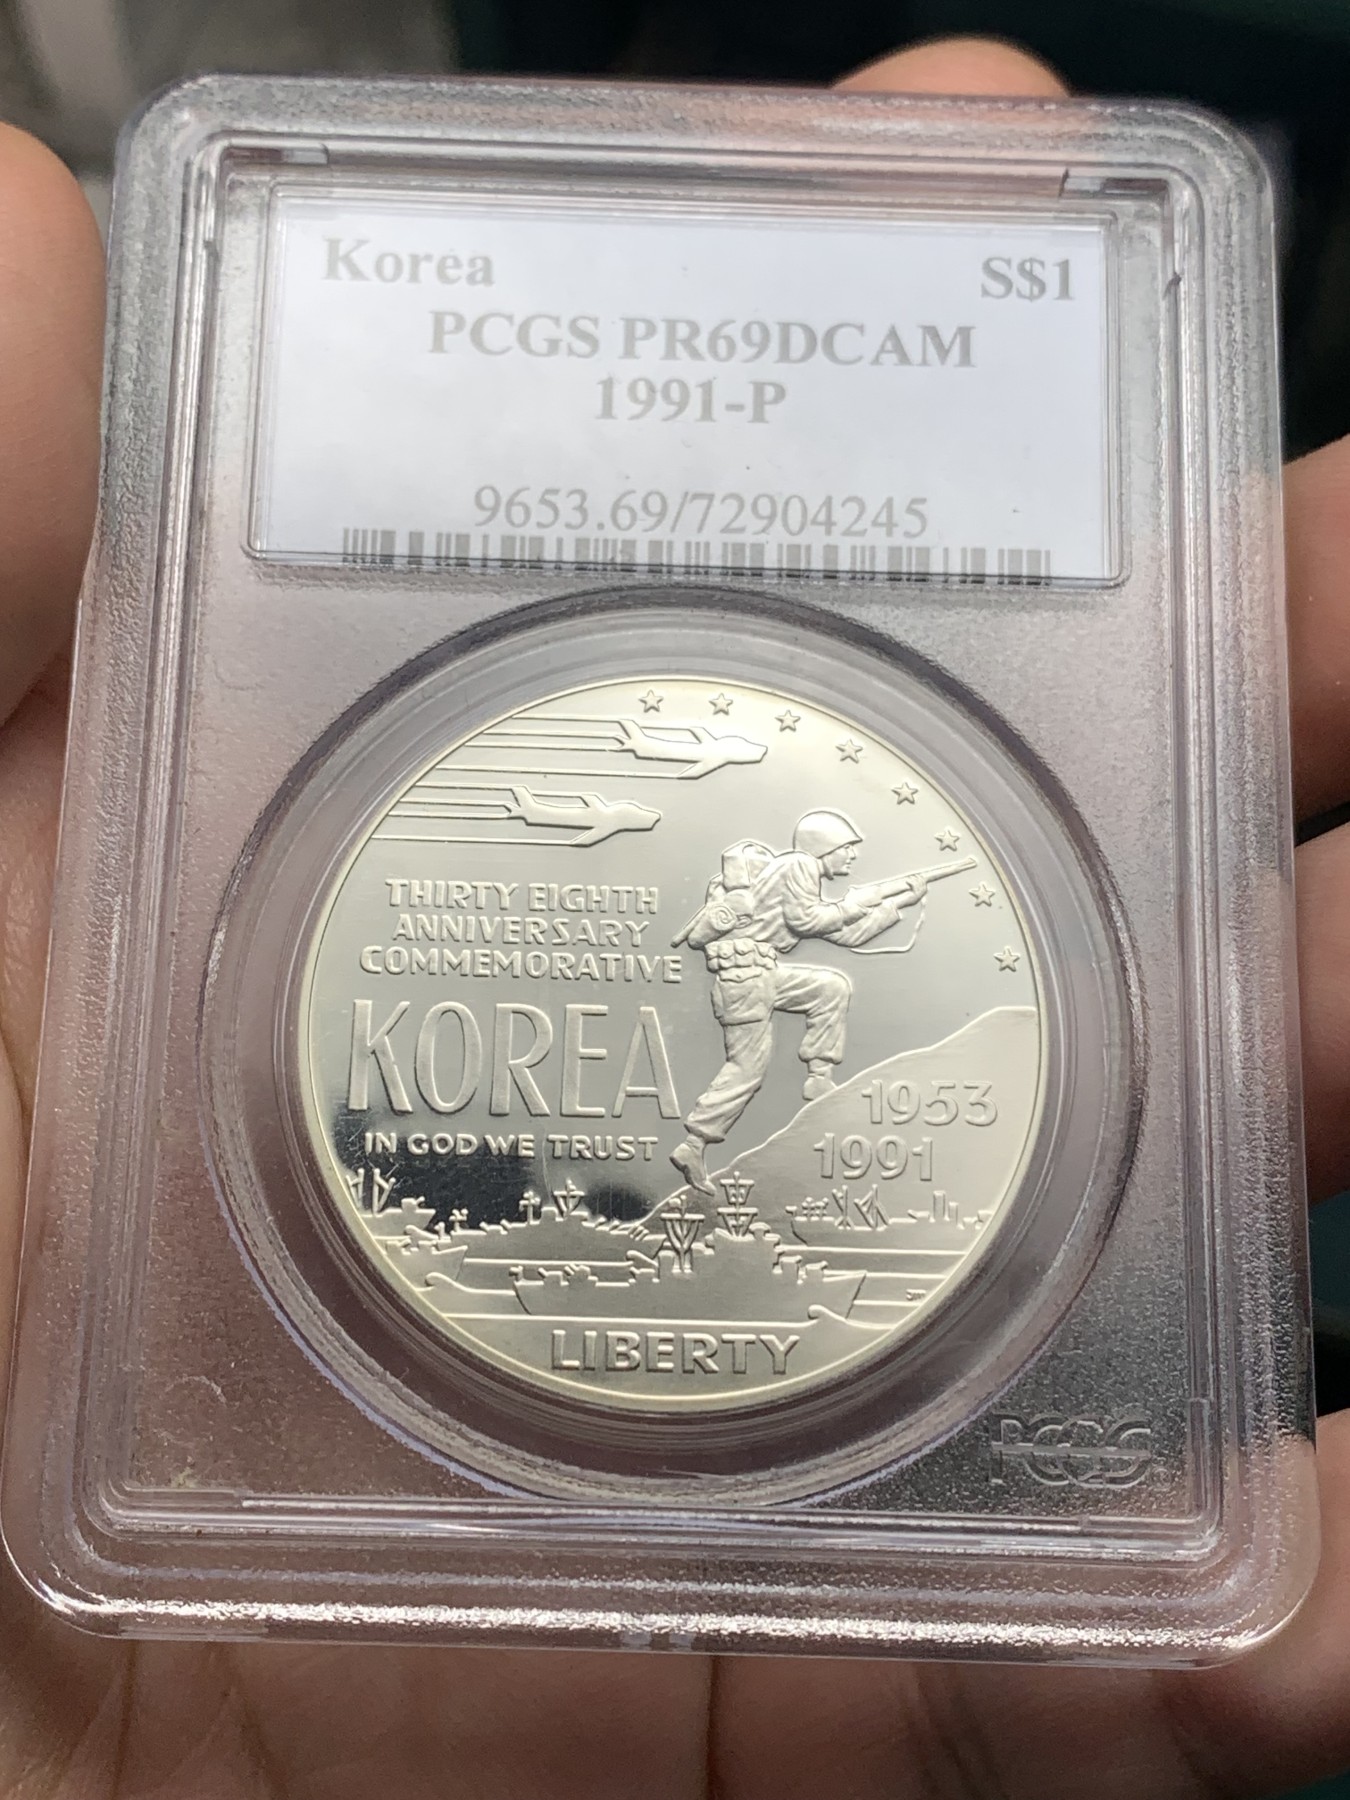 Korea S$1
PCGS PR69DCAM
1991-P
9653.69/72904245
THIRTY EIGHTH
ANNIVERSARY
COMMEMORATIVE
KOREA
IN GOD WE TRUST
1953
1991
LIBERTY
PCGS